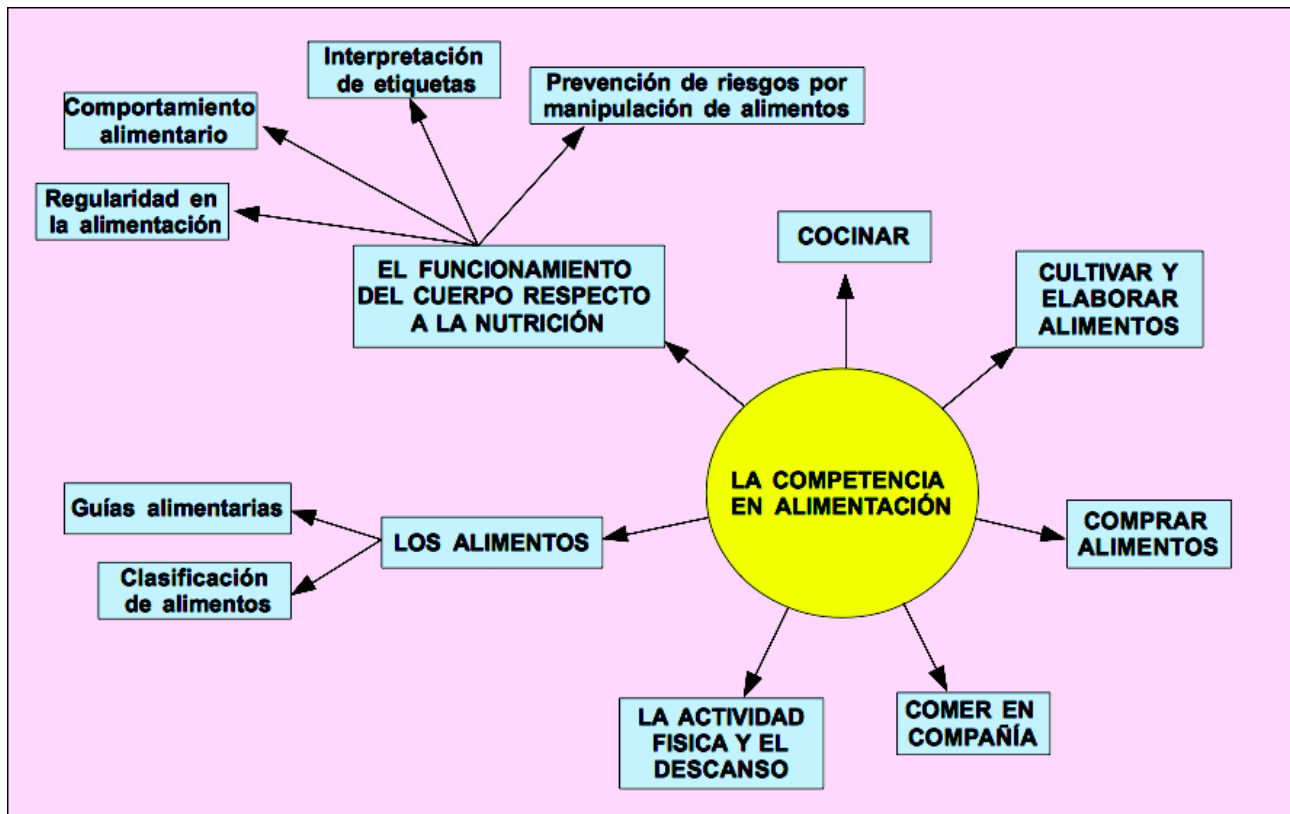 Interpretación
de etiquetas
Prevención de riesgos por
manipulación de alimentos
Comportamiento
alimentario
Regularidad en
la alimentación
EL FUNCIONAMIENTO
DEL CUERPO RESPECTO
A LA NUTRICIÓN
COCINAR
CULTIVAR Y
ELABORAR
ALIMENTOS
LA COMPETENCIA
EN ALIMENTACIÓN
Guías alimentarias
LOS ALIMENTOS
Clasificación
de alimentos
COMPRAR
ALIMENTOS
LA ACTIVIDAD
FISICA Y EL
DESCANSO
COMER EN
COMPAÑÍA